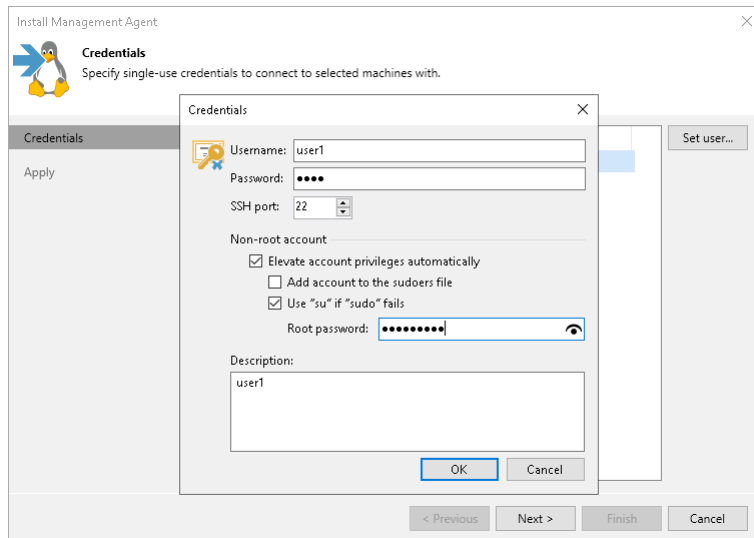 Install Management Agent
Credentials
Specify single-use credentials to connect to selected machines with.
Credentials
Apply
Set user...
Credentials
Username: user1
Password: ••••
SSH port: 22
Non-root account
Elevate account privileges automatically
Add account to the sudoers file
Use "su" if "sudo" fails
Root password: •••••••••
Description:
user1
OK Cancel
< Previous Next > Finish Cancel